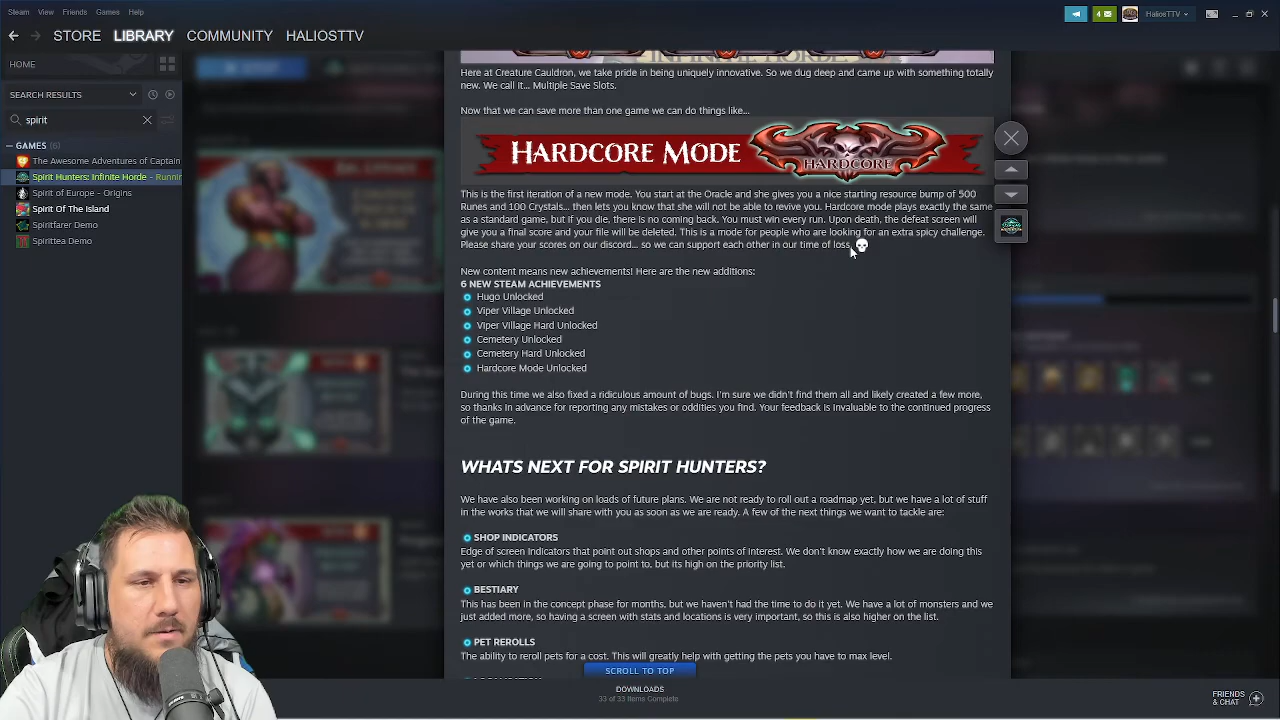 Steam View Friends Games Help
4
HaliosTTV
STORE LIBRARY COMMUNITY HALIOSTTV
HOME
SEARCH RESULTS
spirit
GAMES (6)
The Awesome Adventures of Captain
Spirit Hunters: Infinite Horde - Runnin
Spirit of Europe - Origins
Spirit Of The Island
Spiritfarer Demo
Spirittea Demo
Here at Creature Cauldron, we take pride in being uniquely innovative. So we dug deep and came up with something totally
new. We call it... Multiple Save Slots.
Now that we can save more than one game we can do things like...
HARDCORE MODE
HARDCORE
This is the first iteration of a new mode. You start at the Oracle and she gives you a nice starting resource bump of 500
Runes and 100 Crystals... then lets you know that she will not be able to revive you. Hardcore mode plays exactly the same
as a standard game, but if you die, there is no coming back. You must win every run. Upon death, the defeat screen will
give you a final score and your file will be deleted. This is a mode for people who are looking for an extra spicy challenge.
Please share your scores on our discord... so we can support each other in our time of loss.
New content means new achievements! Here are the new additions:
6 NEW STEAM ACHIEVEMENTS
Hugo Unlocked
Viper Village Unlocked
Viper Village Hard Unlocked
Cemetery Unlocked
Cemetery Hard Unlocked
Hardcore Mode Unlocked
During this time we also fixed a ridiculous amount of bugs. I'm sure we didn't find them all and likely created a few more,
so thanks in advance for reporting any mistakes or oddities you find. Your feedback is invaluable to the continued progress
of the game.
WHATS NEXT FOR SPIRIT HUNTERS?
We have also been working on loads of future plans. We are not ready to roll out a roadmap yet, but we have a lot of stuff
in the works that we will share with you as soon as we are ready. A few of the next things we want to tackle are:
SHOP INDICATORS
Edge of screen indicators that point out shops and other points of interest. We don't know exactly how we are doing this
yet or which things we are going to point to, but its high on the priority list.
BESTIARY
This has been in the concept phase for months, but we haven't had the time to do it yet. We have a lot of monsters and we
just added more, so having a screen with stats and locations is very important, so this is also higher on the list.
PET REROLLS
The ability to reroll pets for a cost. This will greatly help with getting the pets you have to max level.
SCROLL TO TOP
DOWNLOADS
33 of 33 Items Complete
FRIENDS
& CHAT